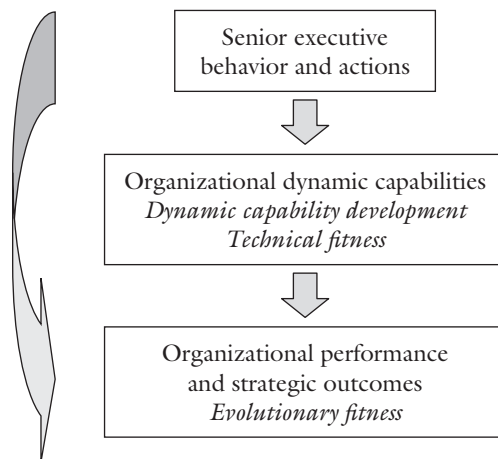 Senior executive
behavior and actions
Organizational dynamic capabilities
Dynamic capability development
Technical fitness
Organizational performance
and strategic outcomes
Evolutionary fitness